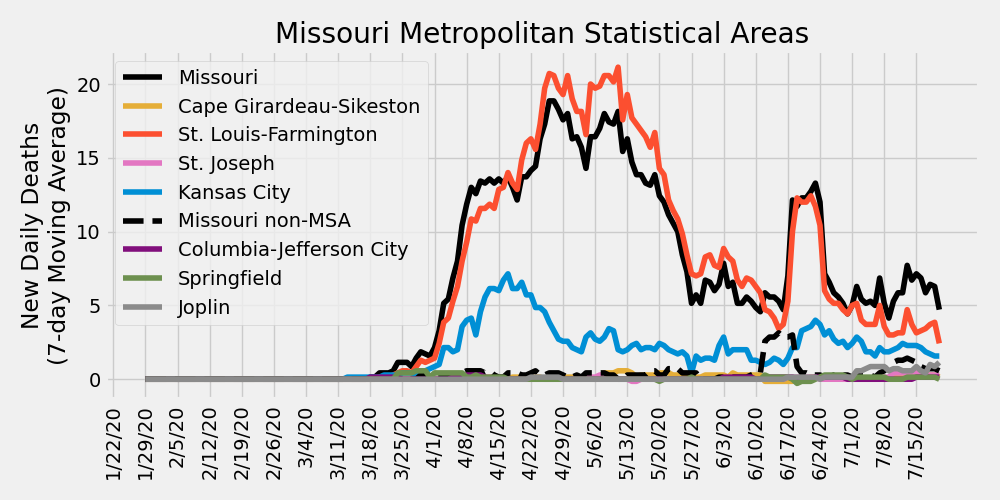 Missouri Metropolitan Statistical Areas
New Daily Deaths
(7-day Moving Average)
20
15
10
5
0
Missouri
Cape Girardeau-Sikeston
St. Louis-Farmington
St. Joseph
Kansas City
Missouri non-MSA
Columbia-Jefferson City
Springfield
Joplin
1/22/20
1/29/20
2/5/20
2/12/20
2/19/20
2/26/20
3/4/20
3/11/20
3/18/20
3/25/20
4/1/20
4/8/20
4/15/20
4/22/20
4/29/20
5/6/20
5/13/20
5/20/20
5/27/20
6/3/20
6/10/20
6/17/20
6/24/20
7/1/20
7/8/20
7/15/20